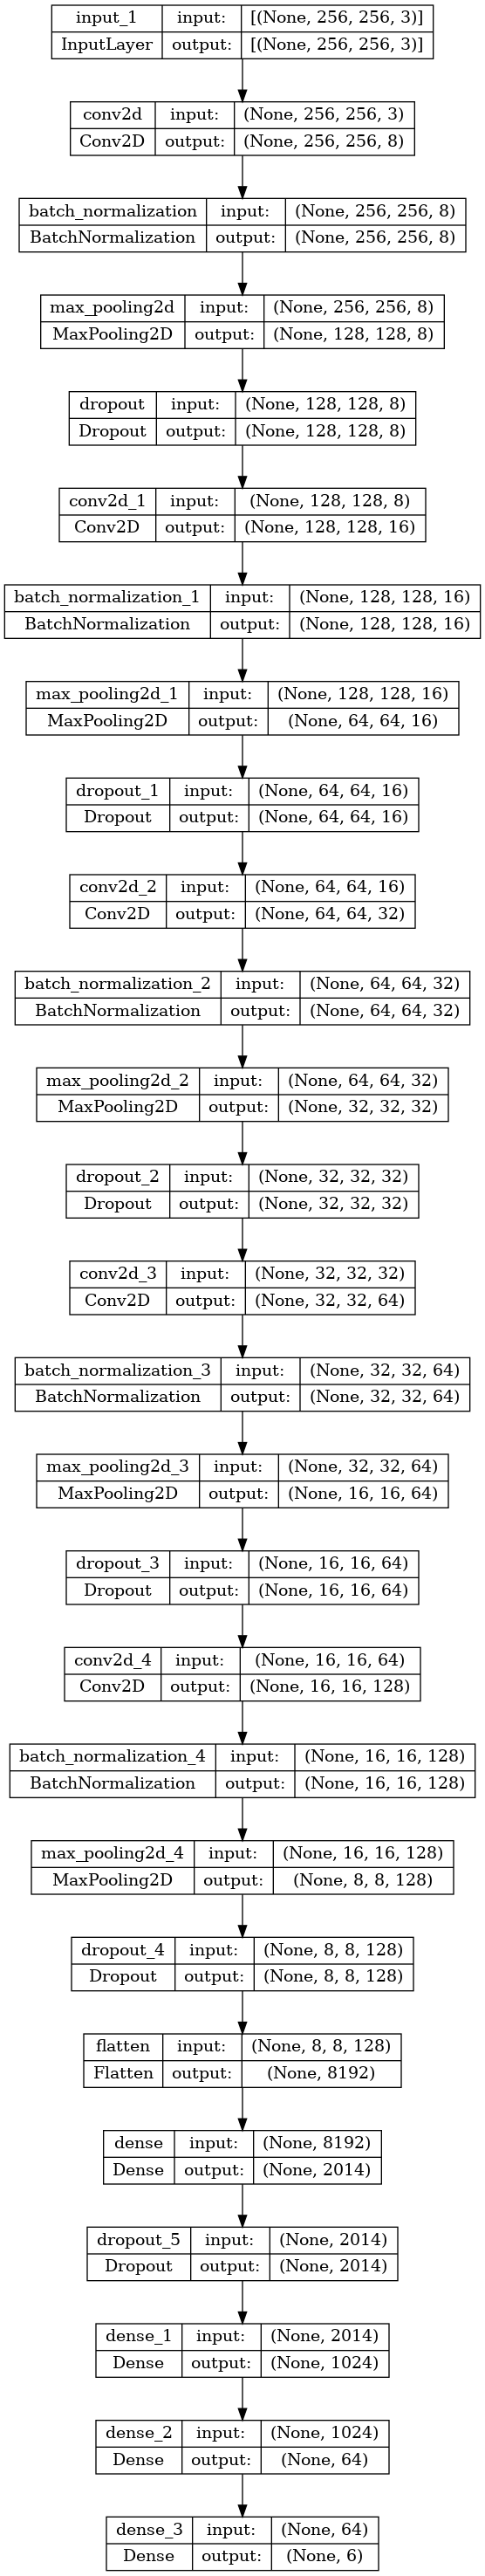 input_1 input: [(None, 256, 256, 3)]
InputLayer output: [(None, 256, 256, 3)]
conv2d input: (None, 256, 256, 3)
Conv2D output: (None, 256, 256, 8)
batch_normalization input: (None, 256, 256, 8)
BatchNormalization output: (None, 256, 256, 8)
max_pooling2d input: (None, 256, 256, 8)
MaxPooling2D output: (None, 128, 128, 8)
dropout input: (None, 128, 128, 8)
Dropout output: (None, 128, 128, 8)
conv2d_1 input: (None, 128, 128, 8)
Conv2D output: (None, 128, 128, 16)
batch_normalization_1 input: (None, 128, 128, 16)
BatchNormalization output: (None, 128, 128, 16)
max_pooling2d_1 input: (None, 128, 128, 16)
MaxPooling2D output: (None, 64, 64, 16)
dropout_1 input: (None, 64, 64, 16)
Dropout output: (None, 64, 64, 16)
conv2d_2 input: (None, 64, 64, 16)
Conv2D output: (None, 64, 64, 32)
batch_normalization_2 input: (None, 64, 64, 32)
BatchNormalization output: (None, 64, 64, 32)
max_pooling2d_2 input: (None, 64, 64, 32)
MaxPooling2D output: (None, 32, 32, 32)
dropout_2 input: (None, 32, 32, 32)
Dropout output: (None, 32, 32, 32)
conv2d_3 input: (None, 32, 32, 32)
Conv2D output: (None, 32, 32, 64)
batch_normalization_3 input: (None, 32, 32, 64)
BatchNormalization output: (None, 32, 32, 64)
max_pooling2d_3 input: (None, 32, 32, 64)
MaxPooling2D output: (None, 16, 16, 64)
dropout_3 input: (None, 16, 16, 64)
Dropout output: (None, 16, 16, 64)
conv2d_4 input: (None, 16, 16, 64)
Conv2D output: (None, 16, 16, 128)
batch_normalization_4 input: (None, 16, 16, 128)
BatchNormalization output: (None, 16, 16, 128)
max_pooling2d_4 input: (None, 16, 16, 128)
MaxPooling2D output: (None, 8, 8, 128)
dropout_4 input: (None, 8, 8, 128)
Dropout output: (None, 8, 8, 128)
flatten input: (None, 8, 8, 128)
Flatten output: (None, 8192)
dense input: (None, 8192)
Dense output: (None, 2014)
dropout_5 input: (None, 2014)
Dropout output: (None, 2014)
dense_1 input: (None, 2014)
Dense output: (None, 1024)
dense_2 input: (None, 1024)
Dense output: (None, 64)
dense_3 input: (None, 64)
Dense output: (None, 6)